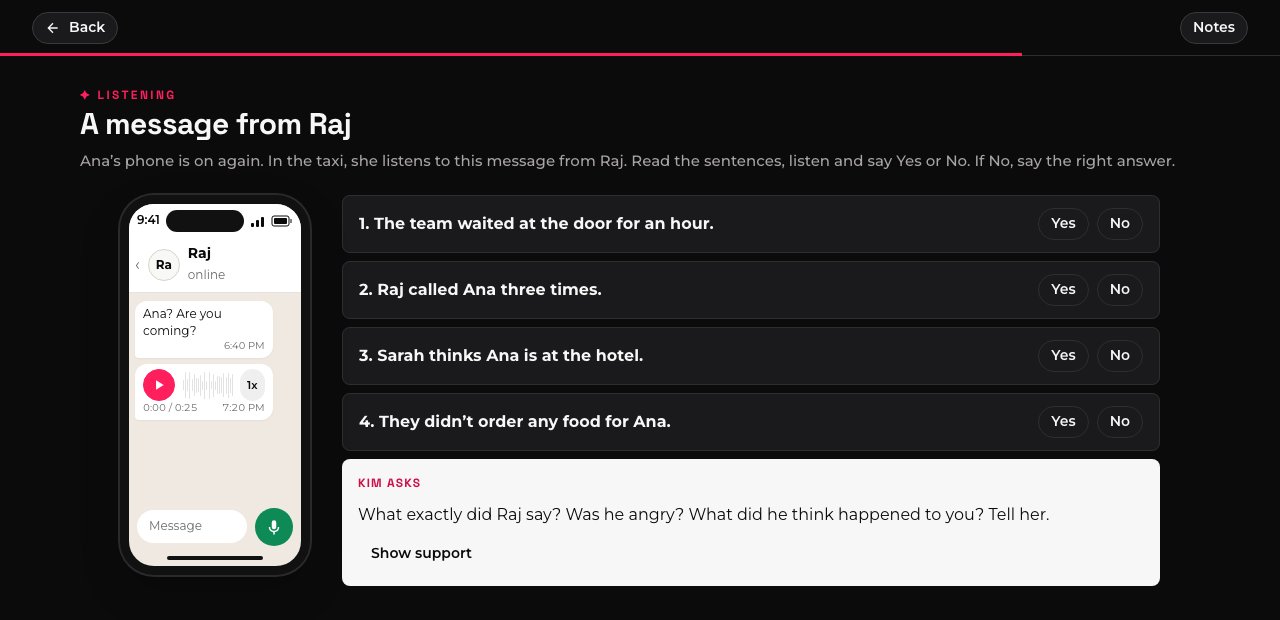 ← Back
Notes
✦ LISTENING
A message from Raj
Ana’s phone is on again. In the taxi, she listens to this message from Raj. Read the sentences, listen and say Yes or No. If No, say the right answer.
9:41
‹ Ra Raj
online
Ana? Are you
coming?
6:40 PM
1x
0:00 / 0:25 7:20 PM
Message
1. The team waited at the door for an hour. Yes No
2. Raj called Ana three times. Yes No
3. Sarah thinks Ana is at the hotel. Yes No
4. They didn’t order any food for Ana. Yes No
KIM ASKS
What exactly did Raj say? Was he angry? What did he think happened to you? Tell her.
Show support